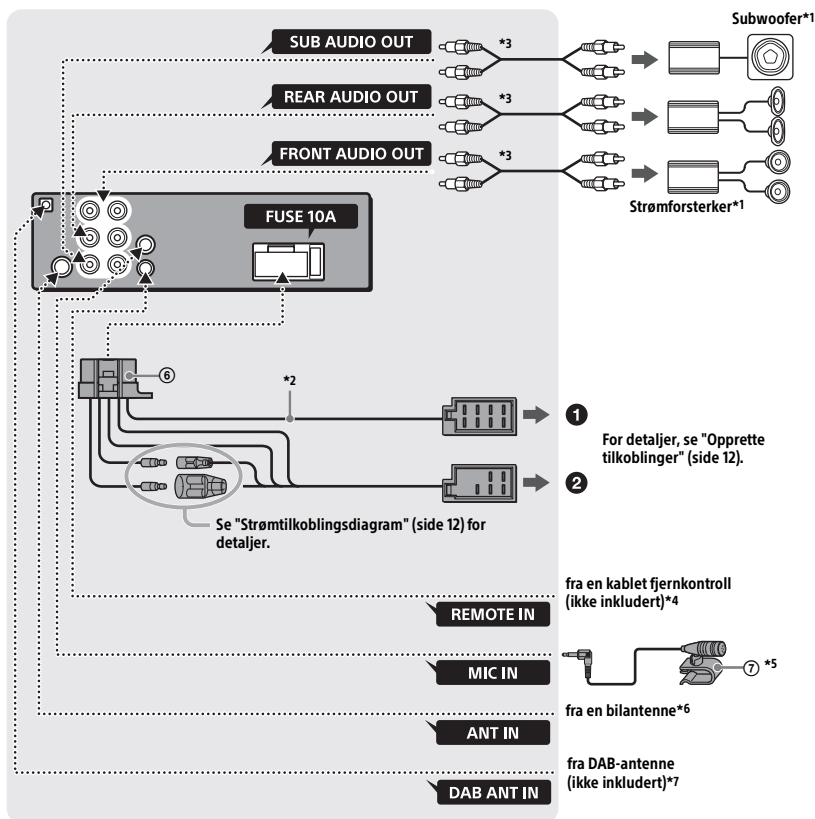 Subwoofer*1
SUB AUDIO OUT
*3
REAR AUDIO OUT
*3
FRONT AUDIO OUT
*3
Strømforsterker*1
FUSE 10A
⑥
*2
❶
For detaljer, se "Opprette
tilkoblinger" (side 12).
❷
Se "Strømtilkoblingsdiagram" (side 12) for
detaljer.
fra en kablet fjernkontroll
(ikke inkludert)*4
REMOTE IN
⑦ *5
MIC IN
fra en bilantenne*6
ANT IN
fra DAB-antenne
(ikke inkludert)*7
DAB ANT IN